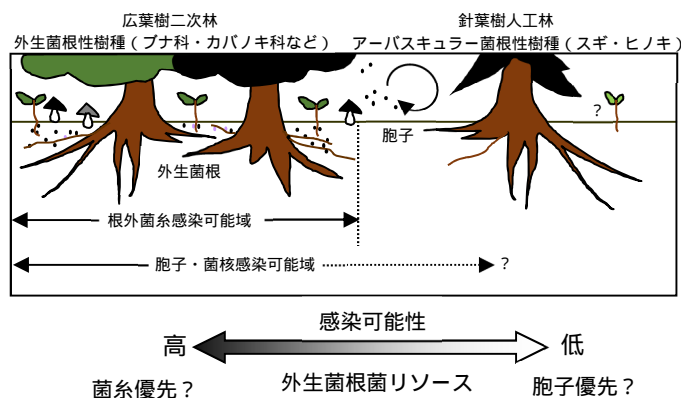 広葉樹二次林
外生菌根性樹種(ブナ科・カバノキ科など)
針葉樹人工林
アーバスキュラー菌根性樹種(スギ・ヒノキ)
?
胞子
外生菌根
根外菌糸感染可能域
胞子・菌核感染可能域
?
感染可能性
高
低
外生菌根菌リソース
菌糸優先?
胞子優先?